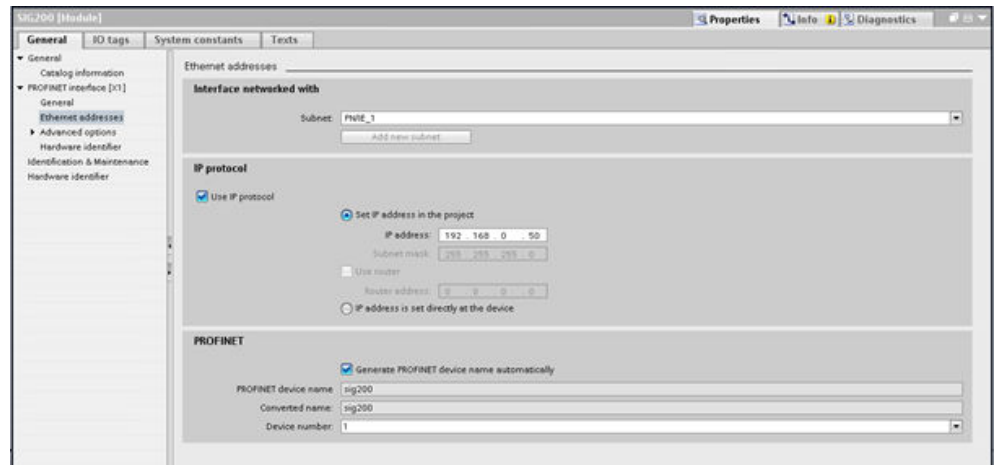 SIG200 [Module]
Properties Info Diagnostics
General IO tags System constants Texts
General
Catalog information
PROFINET interface [X1]
General
Ethernet addresses
Advanced options
Hardware identifier
Identification & Maintenance
Hardware identifier
Ethernet addresses
Interface networked with
Subnet: PN/IE_1
Add new subnet
IP protocol
Use IP protocol
Set IP address in the project
IP address: 192 . 168 . 0 . 50
Subnet mask: 255 . 255 . 255 . 0
Use router
Router address: 0 . 0 . 0 . 0
IP address is set directly at the device
PROFINET
Generate PROFINET device name automatically
PROFINET device name sig200
Converted name: sig200
Device number: 1